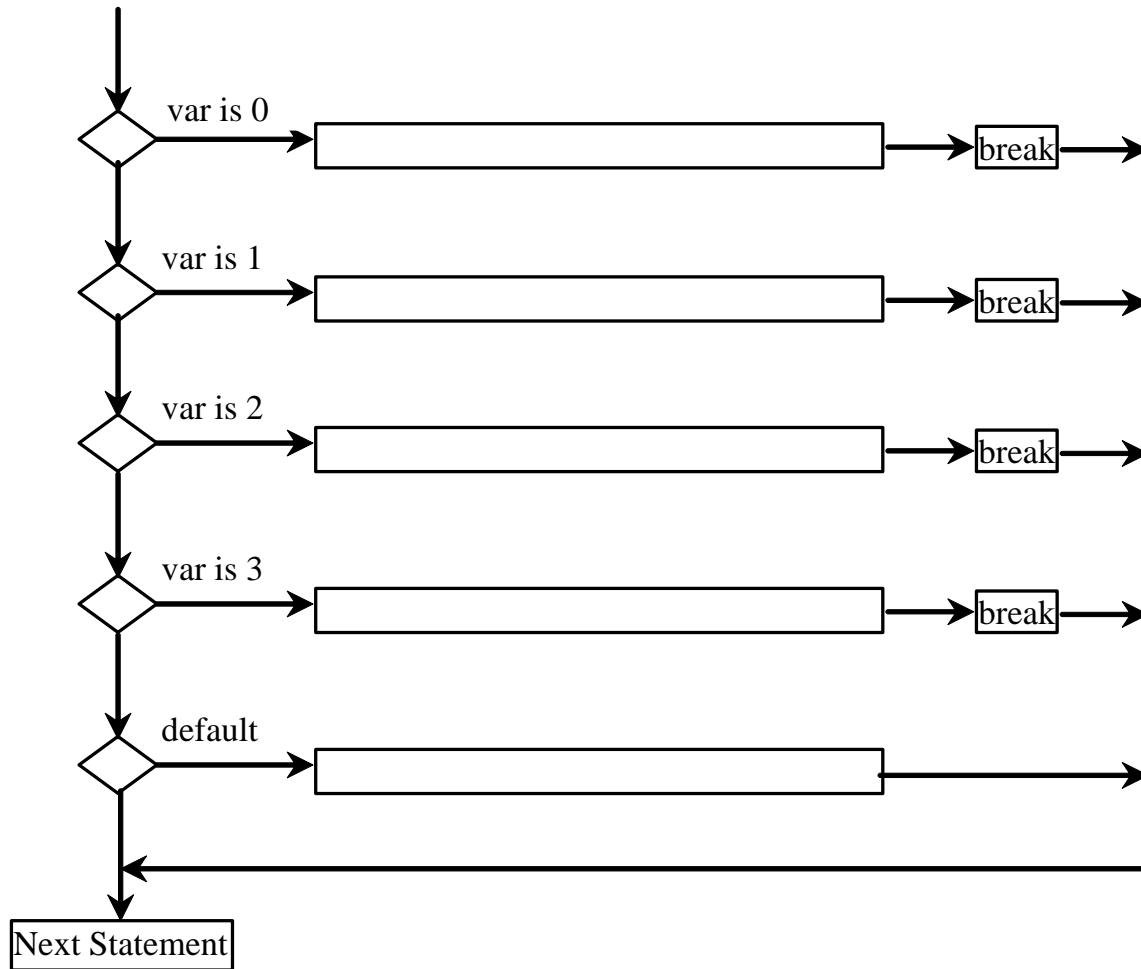 var is 0
break
var is 1
break
var is 2
break
var is 3
break
default
Next Statement